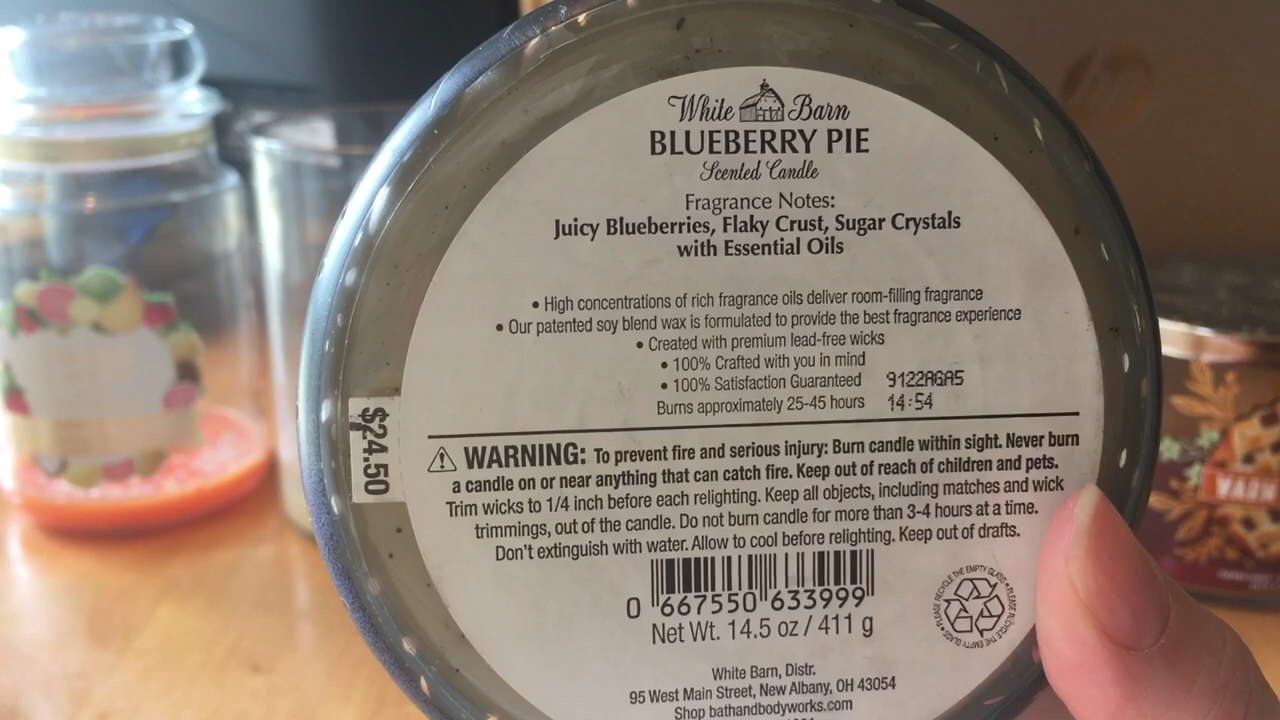 White Barn
BLUEBERRY PIE
Scented Candle
Fragrance Notes:
Juicy Blueberries, Flaky Crust, Sugar Crystals
with Essential Oils
• High concentrations of rich fragrance oils deliver room-filling fragrance
• Our patented soy blend wax is formulated to provide the best fragrance experience
• Created with premium lead-free wicks
• 100% Crafted with you in mind
• 100% Satisfaction Guaranteed 9122AGA5
Burns approximately 25-45 hours 14:54
$24.50
WARNING: To prevent fire and serious injury: Burn candle within sight. Never burn
a candle on or near anything that can catch fire. Keep out of reach of children and pets.
Trim wicks to 1/4 inch before each relighting. Keep all objects, including matches and wick
trimmings, out of the candle. Do not burn candle for more than 3-4 hours at a time.
Don't extinguish with water. Allow to cool before relighting. Keep out of drafts.
0 667550 633999
PLEASE RECYCLE THE EMPTY GLASS • PLEASE RECYCLE THE EMPTY GLASS •
Net Wt. 14.5 oz / 411 g
White Barn, Distr.
95 West Main Street, New Albany, OH 43054
Shop bathandbodyworks.com
hp